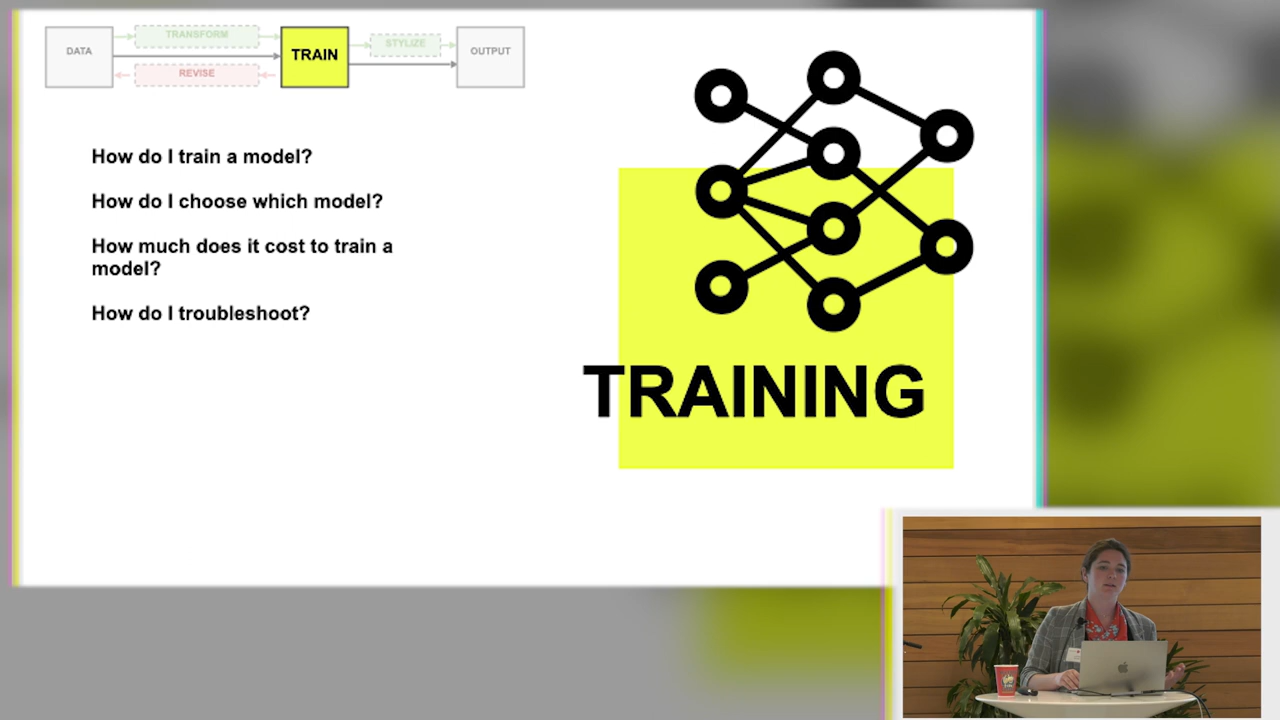 DATA
TRANSFORM
REVISE
TRAIN
STYLIZE
OUTPUT
How do I train a model?
How do I choose which model?
How much does it cost to train a
model?
How do I troubleshoot?
TRAINING